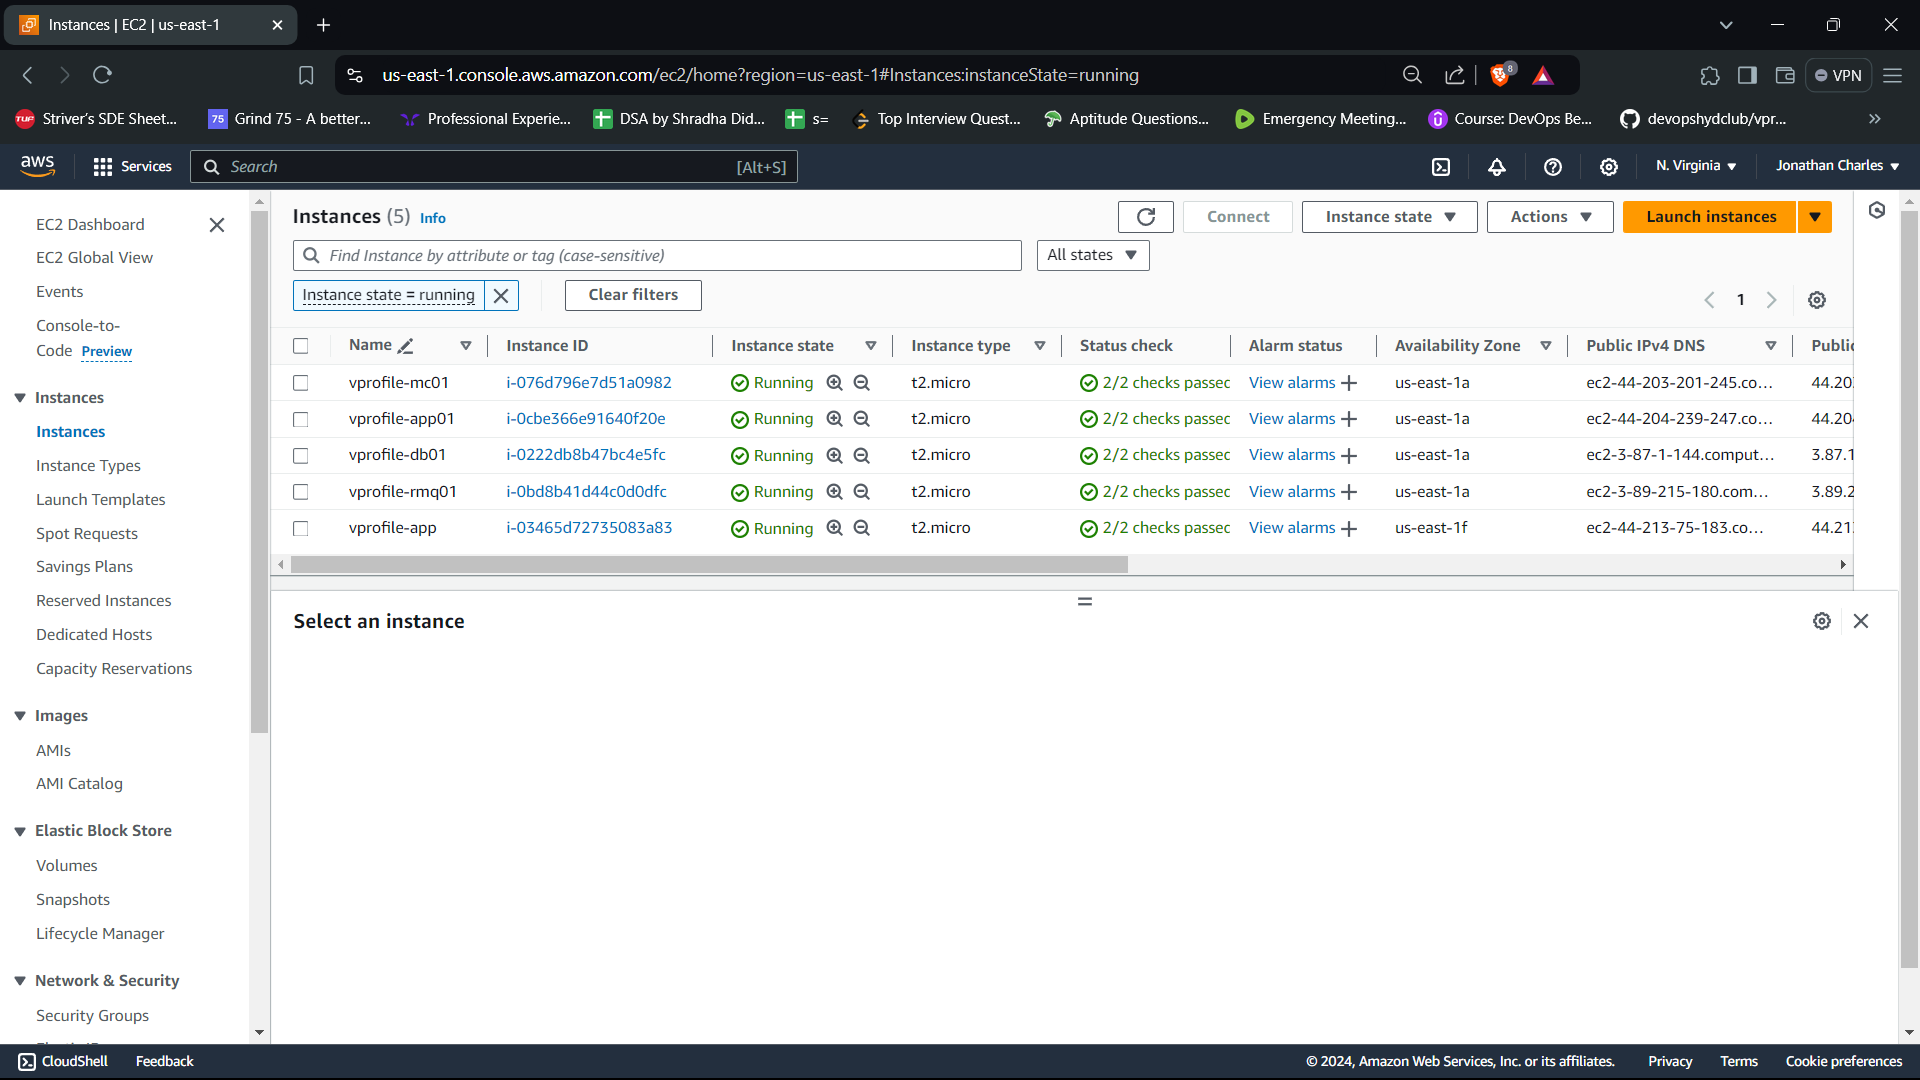 Instances | EC2 | us-east-1
us-east-1.console.aws.amazon.com/ec2/home?region=us-east-1#Instances:instanceState=running
8
VPN
TUF Striver's SDE Sheet... 75 Grind 75 - A better... Professional Experie... DSA by Shradha Did... s= Top Interview Quest... Aptitude Questions... Emergency Meeting... Course: DevOps Be... devopshydclub/vpr...
aws Services Search [Alt+S] N. Virginia Jonathan Charles
EC2 Dashboard
EC2 Global View
Events
Console-to-
Code Preview
Instances
Instances
Instance Types
Launch Templates
Spot Requests
Savings Plans
Reserved Instances
Dedicated Hosts
Capacity Reservations
Images
AMIs
AMI Catalog
Elastic Block Store
Volumes
Snapshots
Lifecycle Manager
Network & Security
Security Groups
Instances (5) Info Connect Instance state Actions Launch instances
Find Instance by attribute or tag (case-sensitive) All states
Instance state = running Clear filters 1
Name Instance ID Instance state Instance type Status check Alarm status Availability Zone Public IPv4 DNS Public
vprofile-mc01 i-076d796e7d51a0982 Running t2.micro 2/2 checks passed View alarms + us-east-1a ec2-44-203-201-245.co... 44.20
vprofile-app01 i-0cbe366e91640f20e Running t2.micro 2/2 checks passed View alarms + us-east-1a ec2-44-204-239-247.co... 44.20
vprofile-db01 i-0222db8b47bc4e5fc Running t2.micro 2/2 checks passed View alarms + us-east-1a ec2-3-87-1-144.comput... 3.87.1
vprofile-rmq01 i-0bd8b41d44c0d0dfc Running t2.micro 2/2 checks passed View alarms + us-east-1a ec2-3-89-215-180.com... 3.89.2
vprofile-app i-03465d72735083a83 Running t2.micro 2/2 checks passed View alarms + us-east-1f ec2-44-213-75-183.co... 44.21
Select an instance
CloudShell Feedback © 2024, Amazon Web Services, Inc. or its affiliates. Privacy Terms Cookie preferences